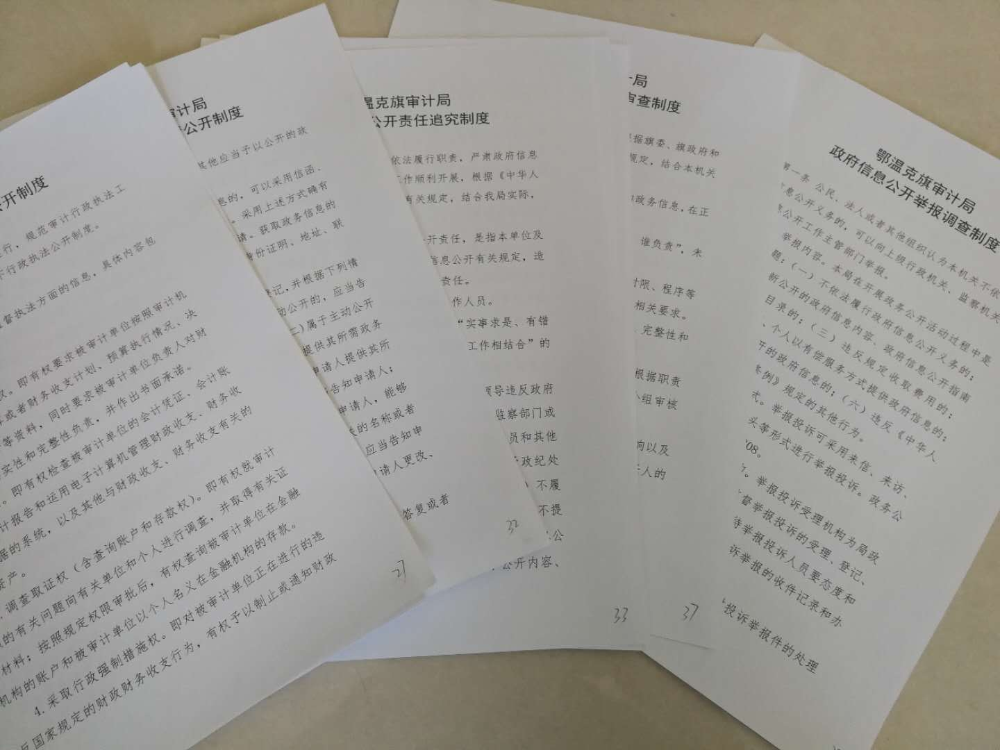 开制度
行，规范审计行政执法工
行政执法公开制度。
监督执法方面的信息，具体内容包
权。即有权要求被审计单位按照审计机
或者财务收支计划、预算执行情况、决
等资料，同时要求被审计单位负责人对财
实性和完整性负责，并作出书面承诺。
。即有权检查被审计单位的会计凭证、会计账
计报告和运用电子计算机管理财政收支、财务收
据的系统，以及其他与财政收支、财务收支有关的
资产。
调查取证权（含查询账户和存款权）。即有权就审计
的有关问题向有关单位和个人进行调查，并取得有关证
材料；按照规定权限审批后，有权查询被审计单位在金融
机构的账户和被审计单位以个人名义在金融机构的存款。
4.采取行政强制措施权。即对被审计单位正在进行的违
反国家规定的财政财务收支行为，有权予以制止或通知财政
27
审计局
公开制度
其他应当予以公开的政
息的，可以采用信函、
。采用上述方式确有
请。获取政务信息的
身份证明、地址、联
记，并根据下列情
动公开的，应当告
二）属于主动公开
提供其所需政务
申请人提供其所
告知申请人；
申请人，能够
关的名称或者
应当告知申
请人更改、
答复或者
32
温克旗审计局
公开责任追究制度
依法履行职责，严肃政府信息
工作顺利开展，根据《中华人
有关规定，结合我局实际，
开责任，是指本单位及
信息公开有关规定，造
责任。
作人员。
“实事求是、有错
工作相结合”的
领导违反政府
监察部门或
员和其他
政纪处
）不履
不提
公
公开内容、
33
局
审查制度
根据旗委、旗政府和
规定，结合本机关
政务信息，在正
谁负责”，未
时限、程序等
相关要求。
、完整性和
根据职责
小组审核
响以及
人的
37
鄂温克旗审计局
政府信息公开举报调查制度
第一条 公民、法人或者其他组织认为本机关不依
信息公开义务的，可以向上级行政机关、监察机关
息公开工作主管部门举报。
举报内容。本局在开展政务公开活动过程中是
题：（一）不依法履行政府信息公开义务的；
新公开的政府信息内容、政府信息公开指南
目录的；（三）违反规定收取费用的；
、个人以有偿服务方式提供政府信息的；
开的政府信息的；（六）违反《中华人
条例》规定的其他行为。
式。举报投诉可采用来信、来访、
头等形式进行举报投诉。政务公
08。
。举报投诉受理机构为局政
督举报投诉的受理、登记、
待举报投诉人员要态度和
诉举报的收件记录和办
投诉举报件的处理